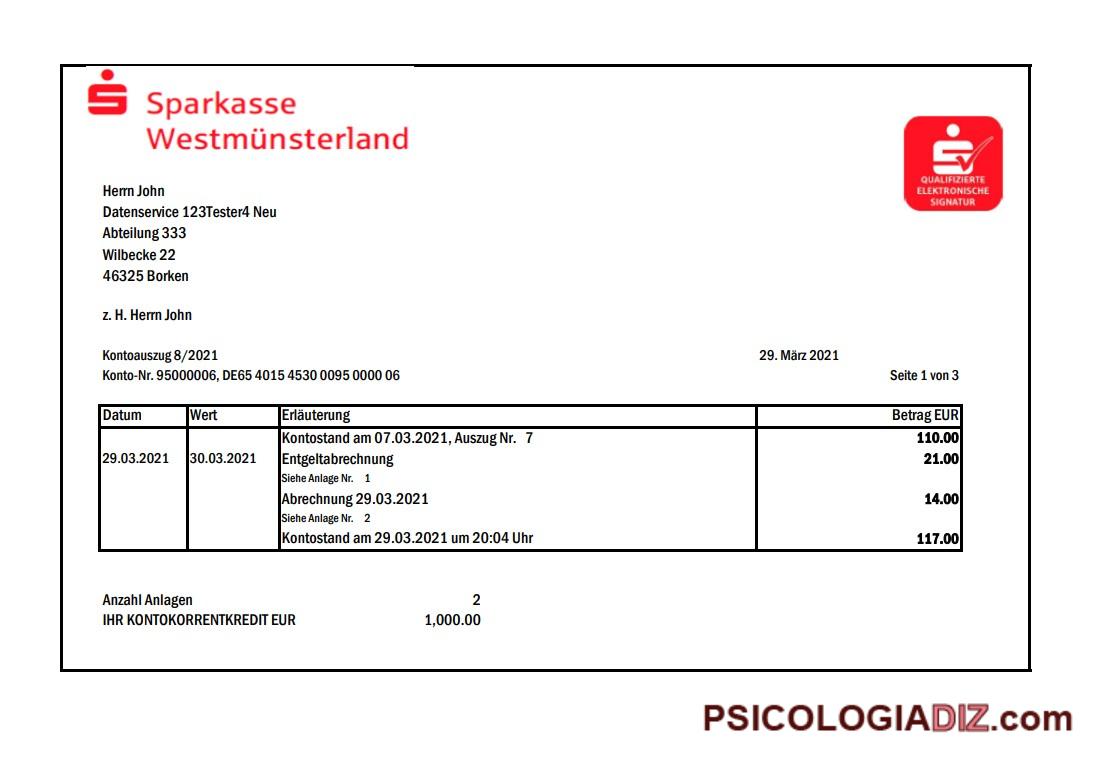 Sparkasse
Westmünsterland
QUALIFIZIERTE
ELEKTRONISCHE
SIGNATUR
Herrn John
Datenservice 123Tester4 Neu
Abteilung 333
Wilbecke 22
46325 Borken
z. H. Herrn John
Kontoauszug 8/2021 29. März 2021
Konto-Nr. 95000006, DE65 4015 4530 0095 0000 06 Seite 1 von 3
Datum Wert Erläuterung Betrag EUR
Kontostand am 07.03.2021, Auszug Nr. 7 110.00
29.03.2021 30.03.2021 Entgeltabrechnung 21.00
Siehe Anlage Nr. 1
Abrechnung 29.03.2021 14.00
Siehe Anlage Nr. 2
Kontostand am 29.03.2021 um 20:04 Uhr 117.00
Anzahl Anlagen 2
IHR KONTOKORRENTKREDIT EUR 1,000.00
PSICOLOGIADIZ.com